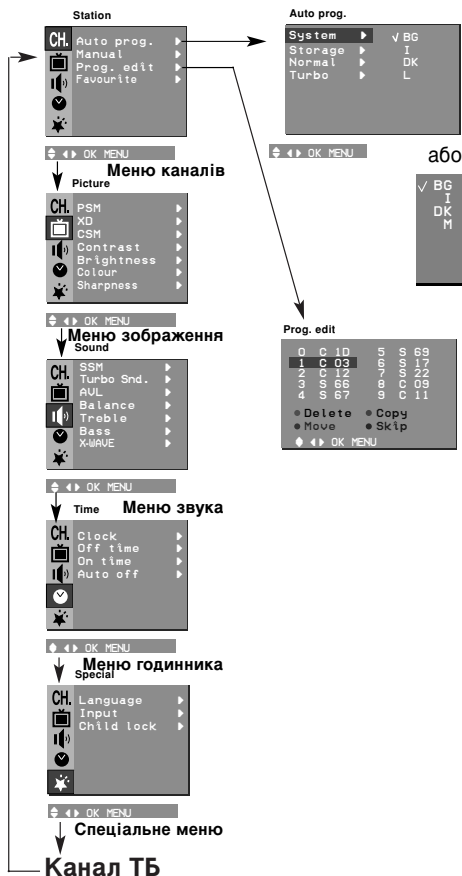 Station
CH.
Auto prog.
Manual
Prog. edit
Favourite
OK MENU
Меню каналів
Picture
CH.
PSM
XD
CSM
Contrast
Brightness
Colour
Sharpness
OK MENU
Меню зображення
Sound
CH.
SSM
Turbo Snd.
AVL
Balance
Treble
Bass
X-WAVE
OK MENU
Меню звука
Time
CH.
Clock
Off time
On time
Auto off
OK MENU
Меню годинника
Special
CH.
Language
Input
Child lock
OK MENU
Спеціальне меню
Канал ТБ
Auto prog.
System √ BG
Storage I
Normal DK
Turbo L
OK MENU
або
√ BG
I
DK
M
Prog. edit
0 C 10 5 S 69
1 C 03 6 S 17
2 C 12 7 S 22
3 S 66 8 C 09
4 S 67 9 C 11
Delete Copy
Move Skip
OK MENU